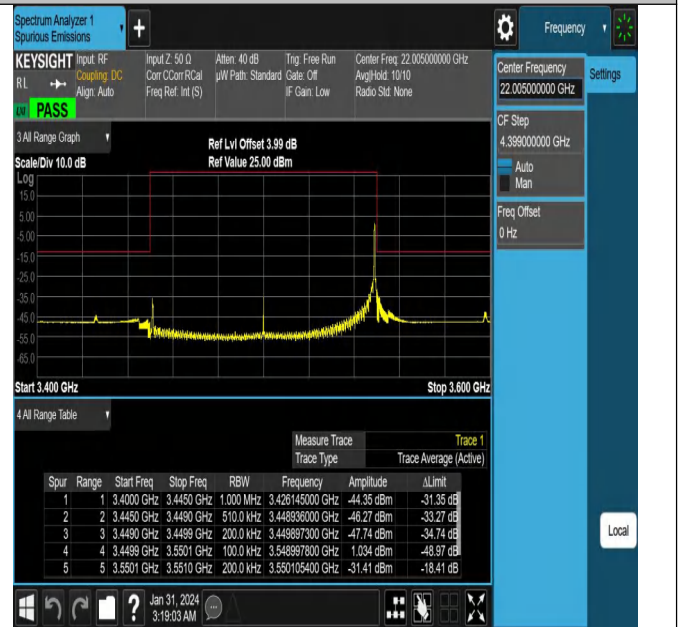 Spectrum Analyzer 1
Spurious Emissions
Frequency
KEYSIGHT Input: RF Input Z: 50 Ω Atten: 40 dB Trig: Free Run Center Freq: 22.005000000 GHz
RL Coupling: DC Corr CCorr RCal µW Path: Standard Gate: Off Avg|Hold: 10/10
Align: Auto Freq Ref: Int (S) IF Gain: Low Radio Std: None
PASS
Center Frequency
22.005000000 GHz
Settings
CF Step
4.399000000 GHz
Auto
Man
Freq Offset
0 Hz
3 All Range Graph
Ref Lvl Offset 3.99 dB
Scale/Div 10.0 dB Ref Value 25.00 dBm
Log
15.0
5.00
-5.00
-15.0
-25.0
-35.0
-45.0
-55.0
-65.0
Start 3.400 GHz Stop 3.600 GHz
4 All Range Table
Measure Trace Trace 1
Trace Type Trace Average (Active)
Spur Range Start Freq Stop Freq RBW Frequency Amplitude ΔLimit
1 1 3.4000 GHz 3.4450 GHz 1.000 MHz 3.426145000 GHz -44.35 dBm -31.35 dB
2 2 3.4450 GHz 3.4490 GHz 510.0 kHz 3.448936000 GHz -46.27 dBm -33.27 dB
3 3 3.4490 GHz 3.4499 GHz 200.0 kHz 3.449897300 GHz -47.74 dBm -34.74 dB
4 4 3.4499 GHz 3.5501 GHz 100.0 kHz 3.548997800 GHz 1.034 dBm -48.97 dB
5 5 3.5501 GHz 3.5510 GHz 200.0 kHz 3.550105400 GHz -31.41 dBm -18.41 dB
Local
?
Jan 31, 2024
3:19:03 AM